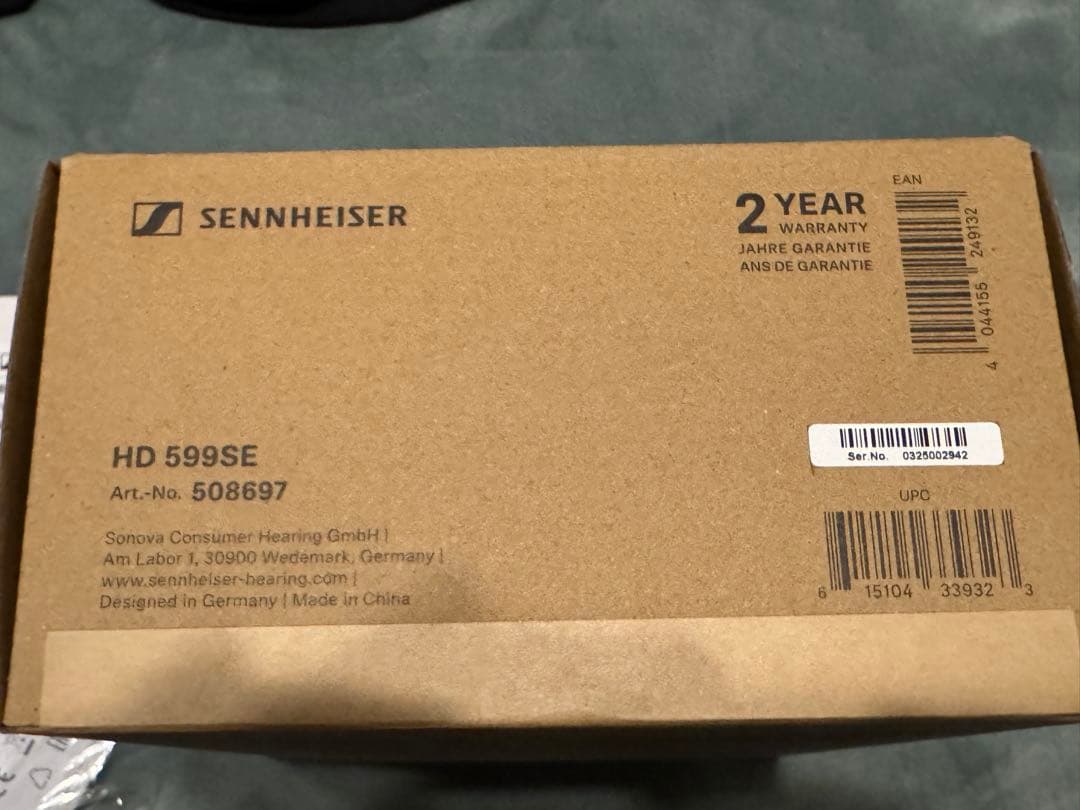 SENNHEISER
2 YEAR
WARRANTY
JAHRE GARANTIE
ANS DE GARANTIE
EAN
4 044155 249132
HD 599SE
Art.-No. 508697
Ser.No. 0325002942
Sonova Consumer Hearing GmbH |
Am Labor 1, 30900 Wedemark, Germany |
www.sennheiser-hearing.com |
Designed in Germany | Made in China
UPC
6 15104 33932 3